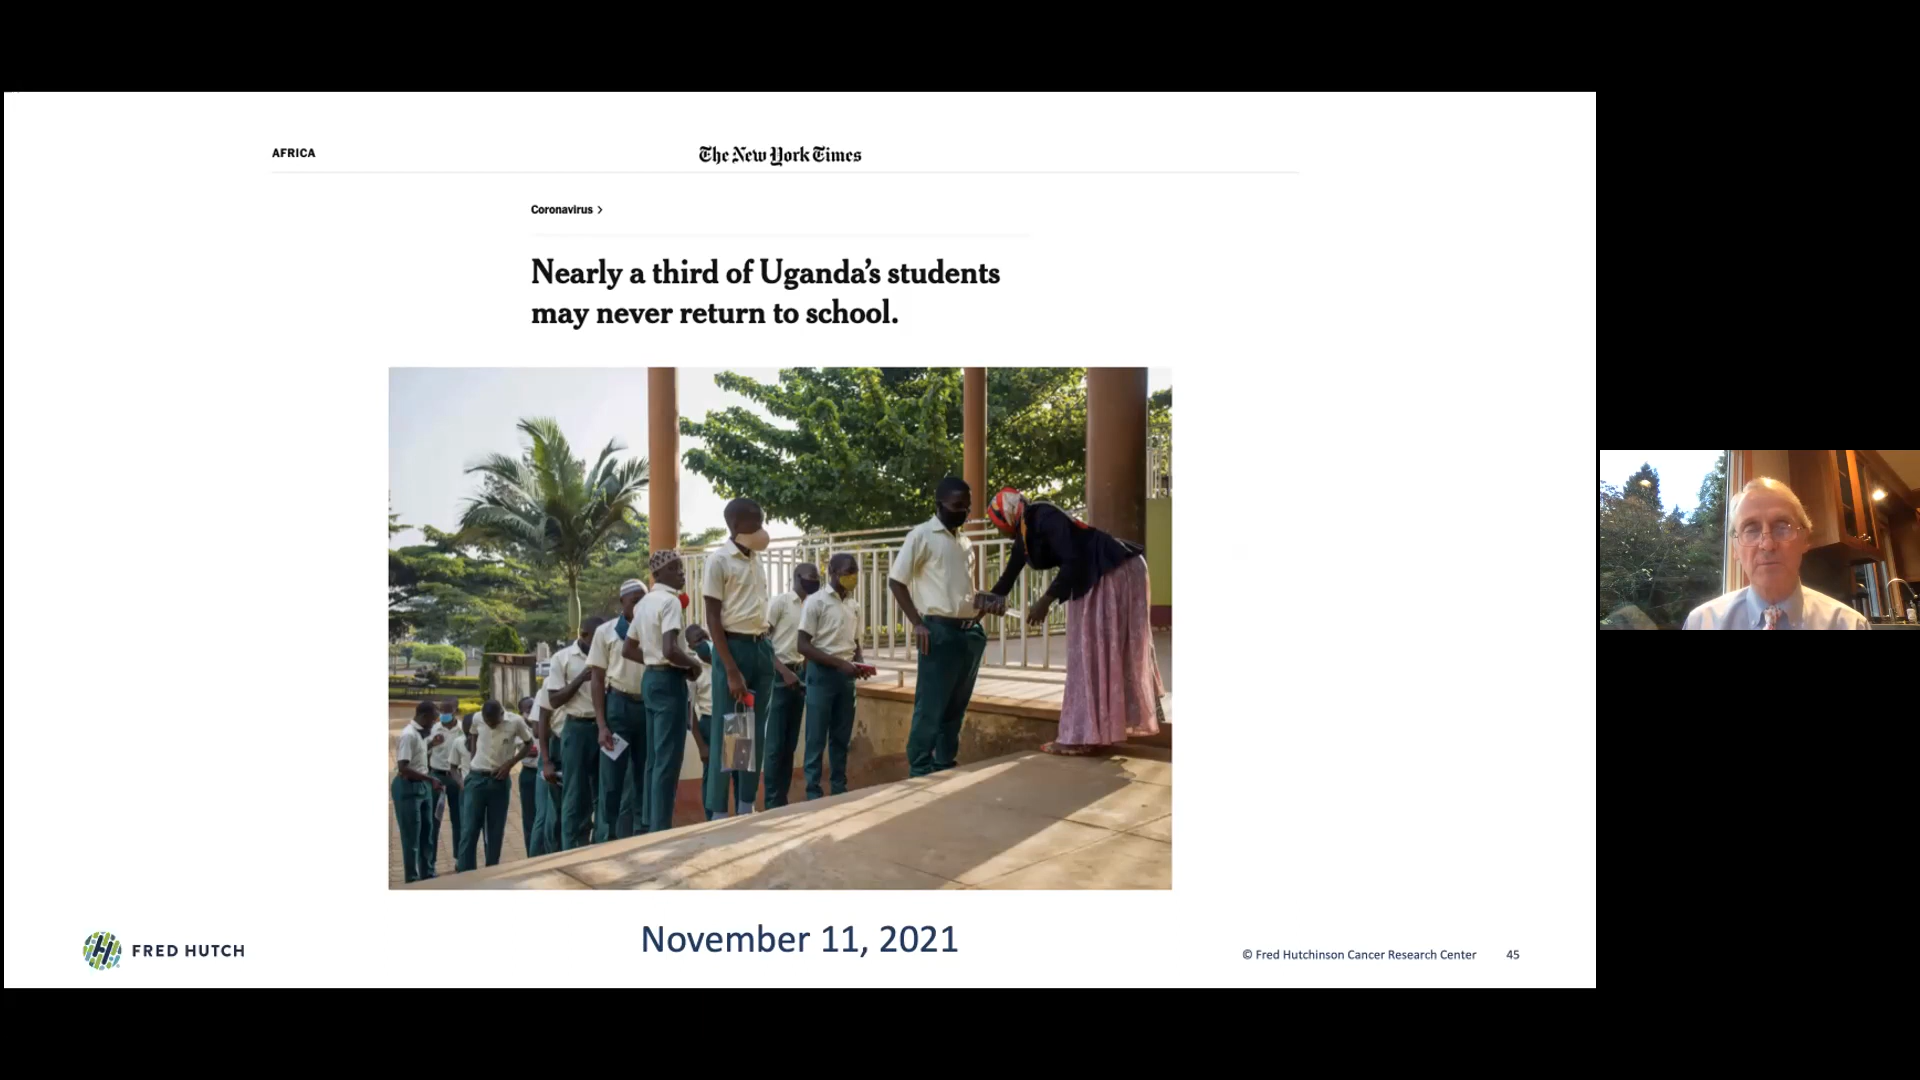 AFRICA
The New York Times
Coronavirus >
Nearly a third of Uganda's students
may never return to school.
November 11, 2021
FRED HUTCH
© Fred Hutchinson Cancer Research Center
45